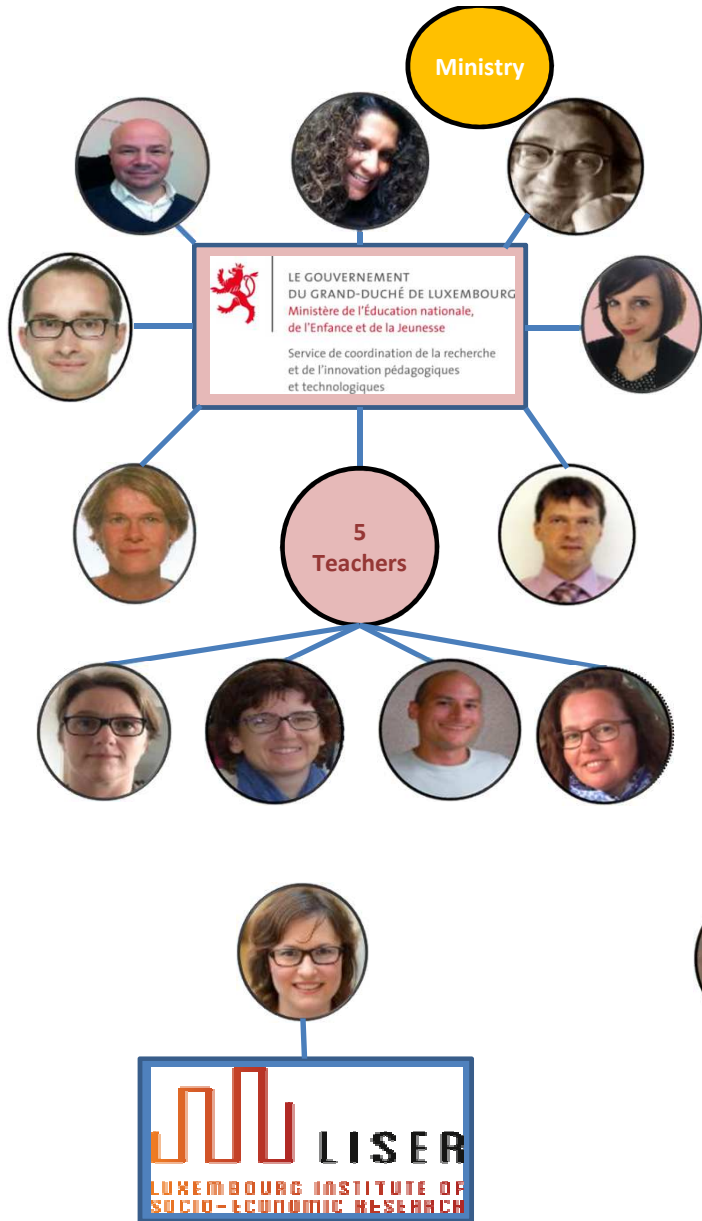 Ministry
LE GOUVERNEMENT
DU GRAND-DUCHÉ DE LUXEMBOURG
Ministère de l'Éducation nationale,
de l'Enfance et de la Jeunesse
Service de coordination de la recherche
et de l'innovation pédagogiques
et technologiques
5
Teachers
LISER
LUXEMBOURG INSTITUTE OF
SOCIO-ECONOMIC RESEARCH